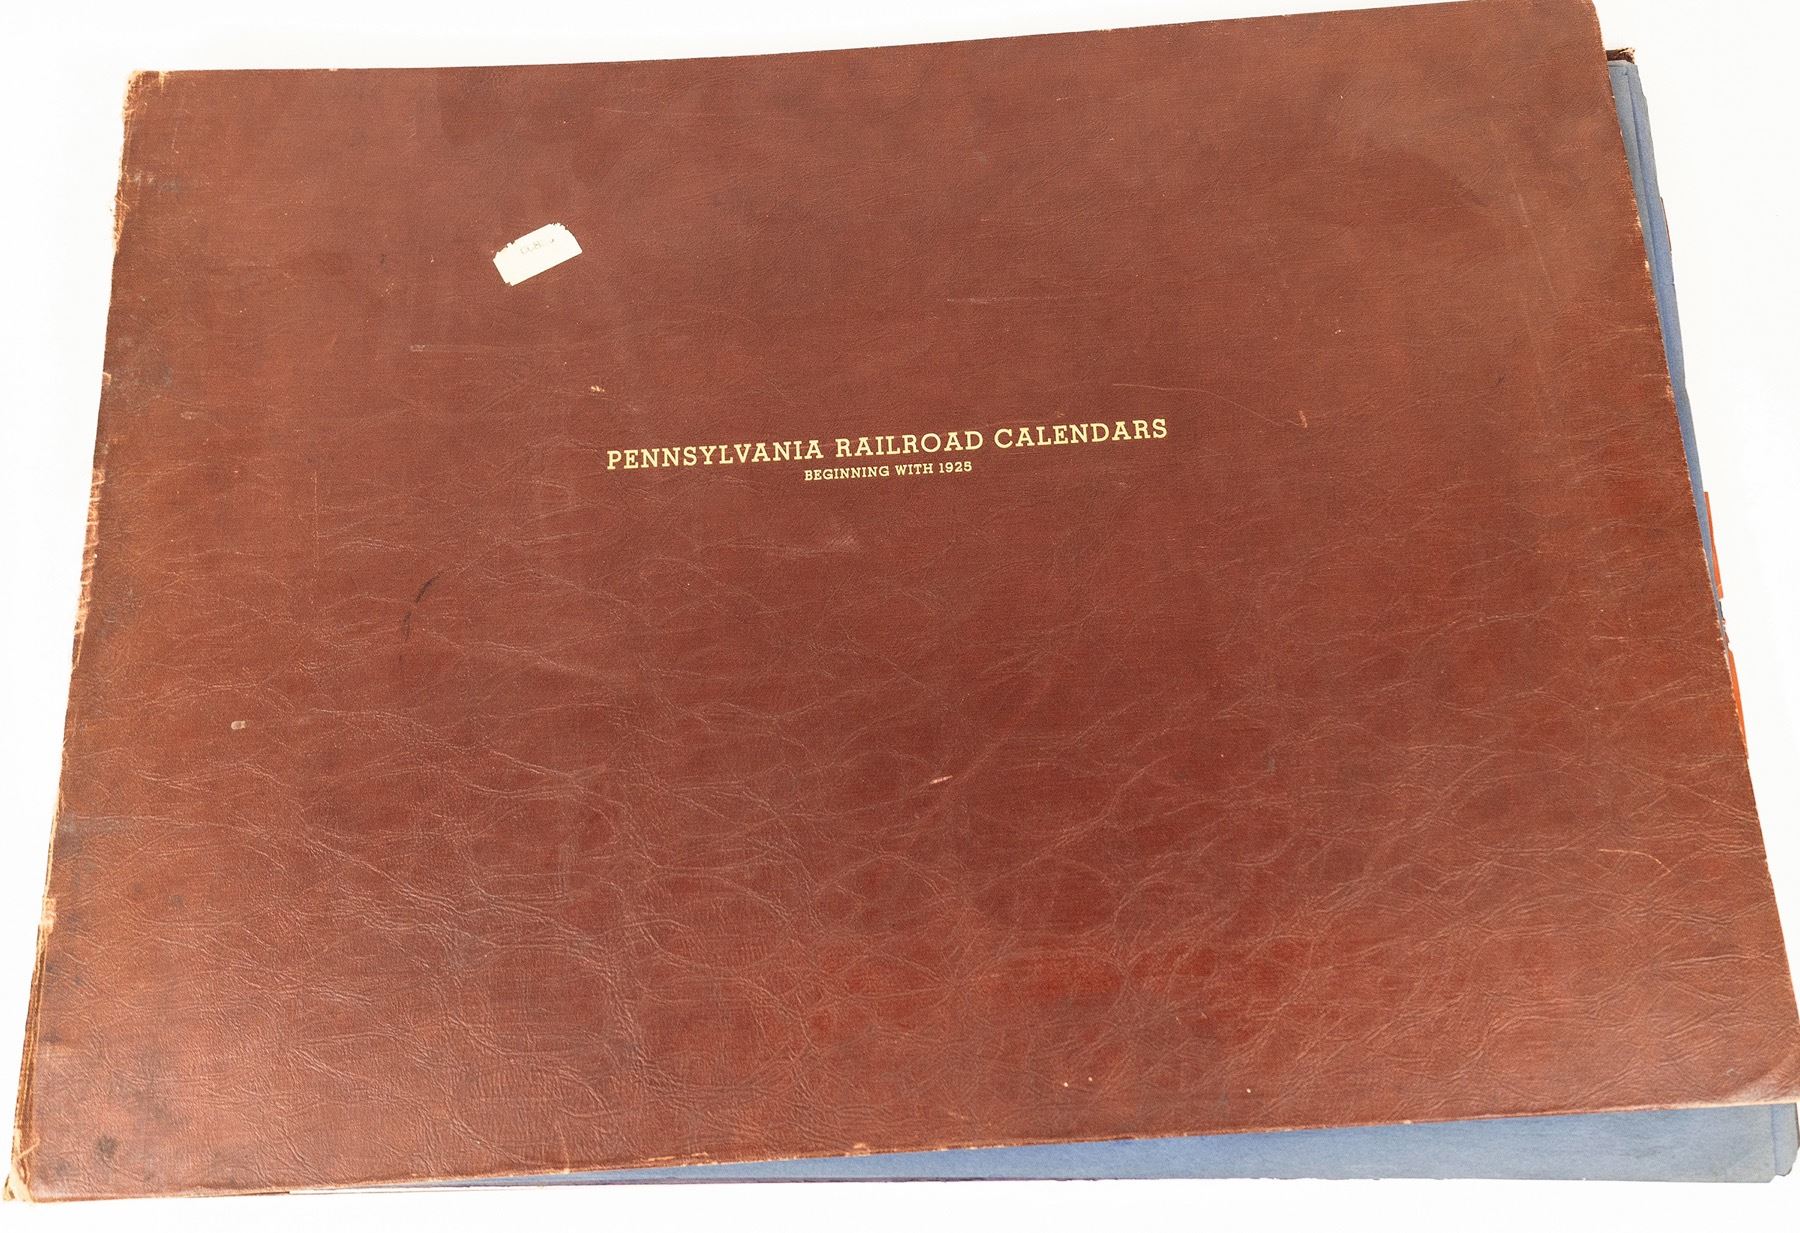 PENNSYLVANIA RAILROAD CALENDARS
BEGINNING WITH 1925